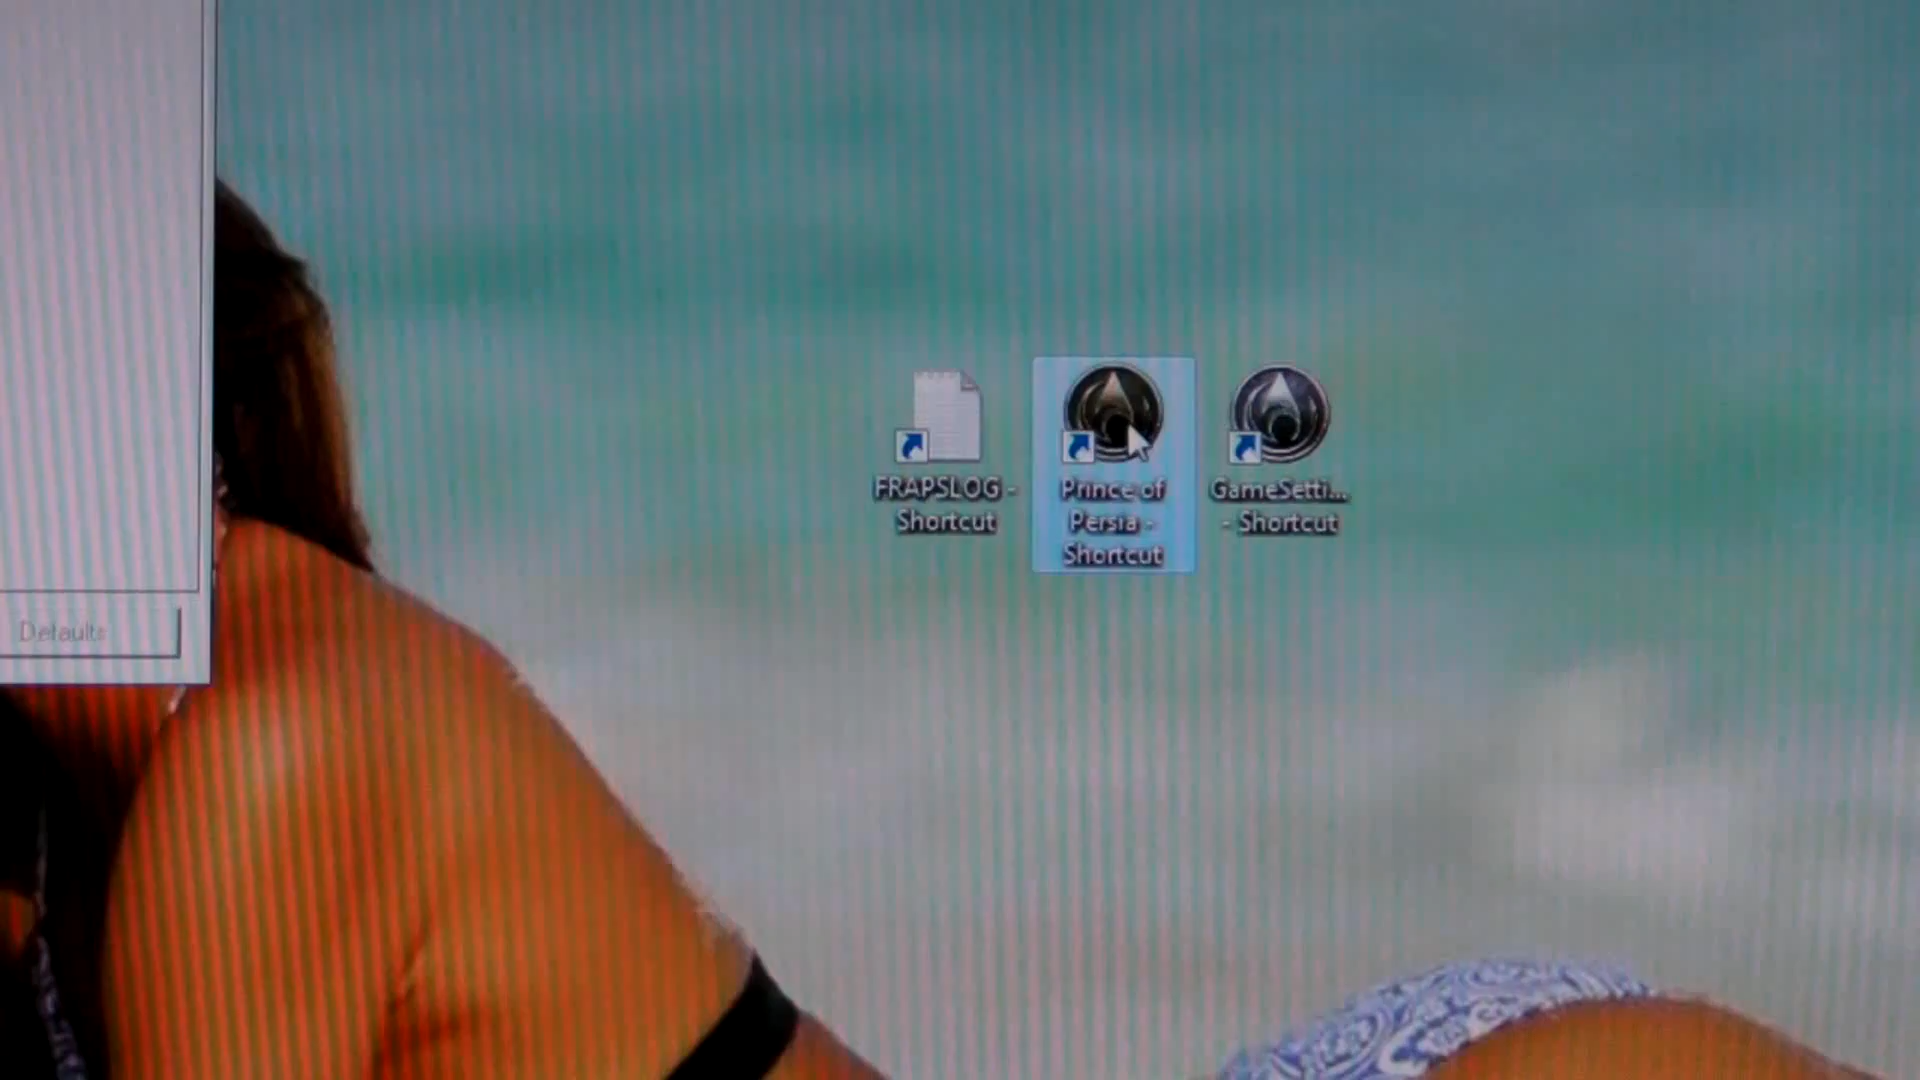 FRAPSLOG -
Shortcut
Prince of
Persia -
Shortcut
GameSetti...
- Shortcut
Defaults